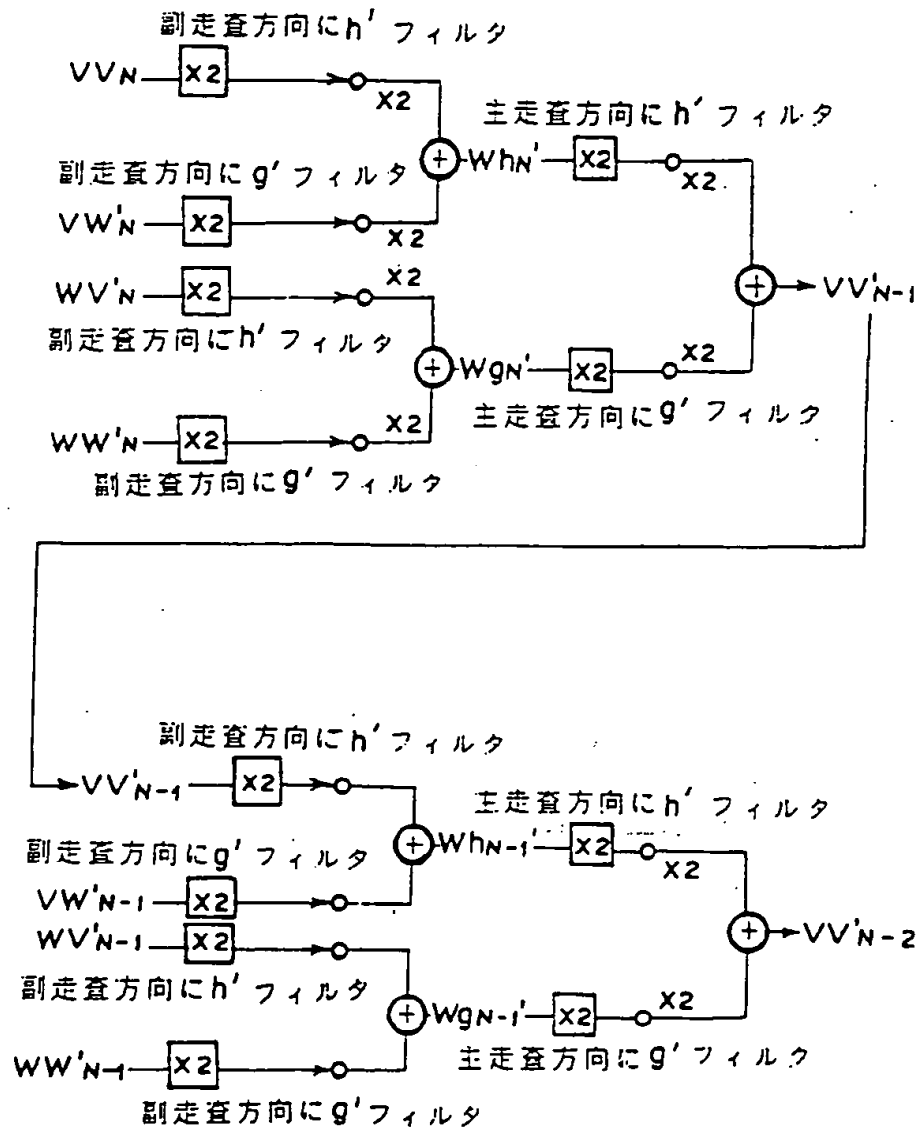 副走査方向にh' フィルタ
VVN X2 X2
主走査方向にh' フィルタ
WhN' X2 X2
副走査方向にg' フィルタ
VW'N X2 X2
WV'N X2 X2
VV'N-1
副走査方向にh' フィルタ
WgN' X2 X2
主走査方向にg' フィルタ
WW'N X2 X2
副走査方向にg' フィルタ
副走査方向にh' フィルタ
VV'N-1 X2
主走査方向にh' フィルタ
WhN-1' X2 X2
副走査方向にg' フィルタ
VW'N-1 X2
WV'N-1 X2
VV'N-2
副走査方向にh' フィルタ
WgN-1' X2 X2
主走査方向にg' フィルタ
WW'N-1 X2
副走査方向にg' フィルタ